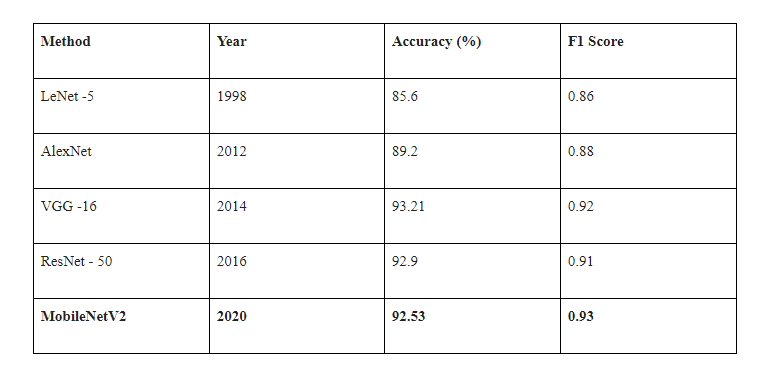 Method Year Accuracy (%) F1 Score
LeNet -5 1998 85.6 0.86
AlexNet 2012 89.2 0.88
VGG -16 2014 93.21 0.92
ResNet - 50 2016 92.9 0.91
MobileNetV2 2020 92.53 0.93